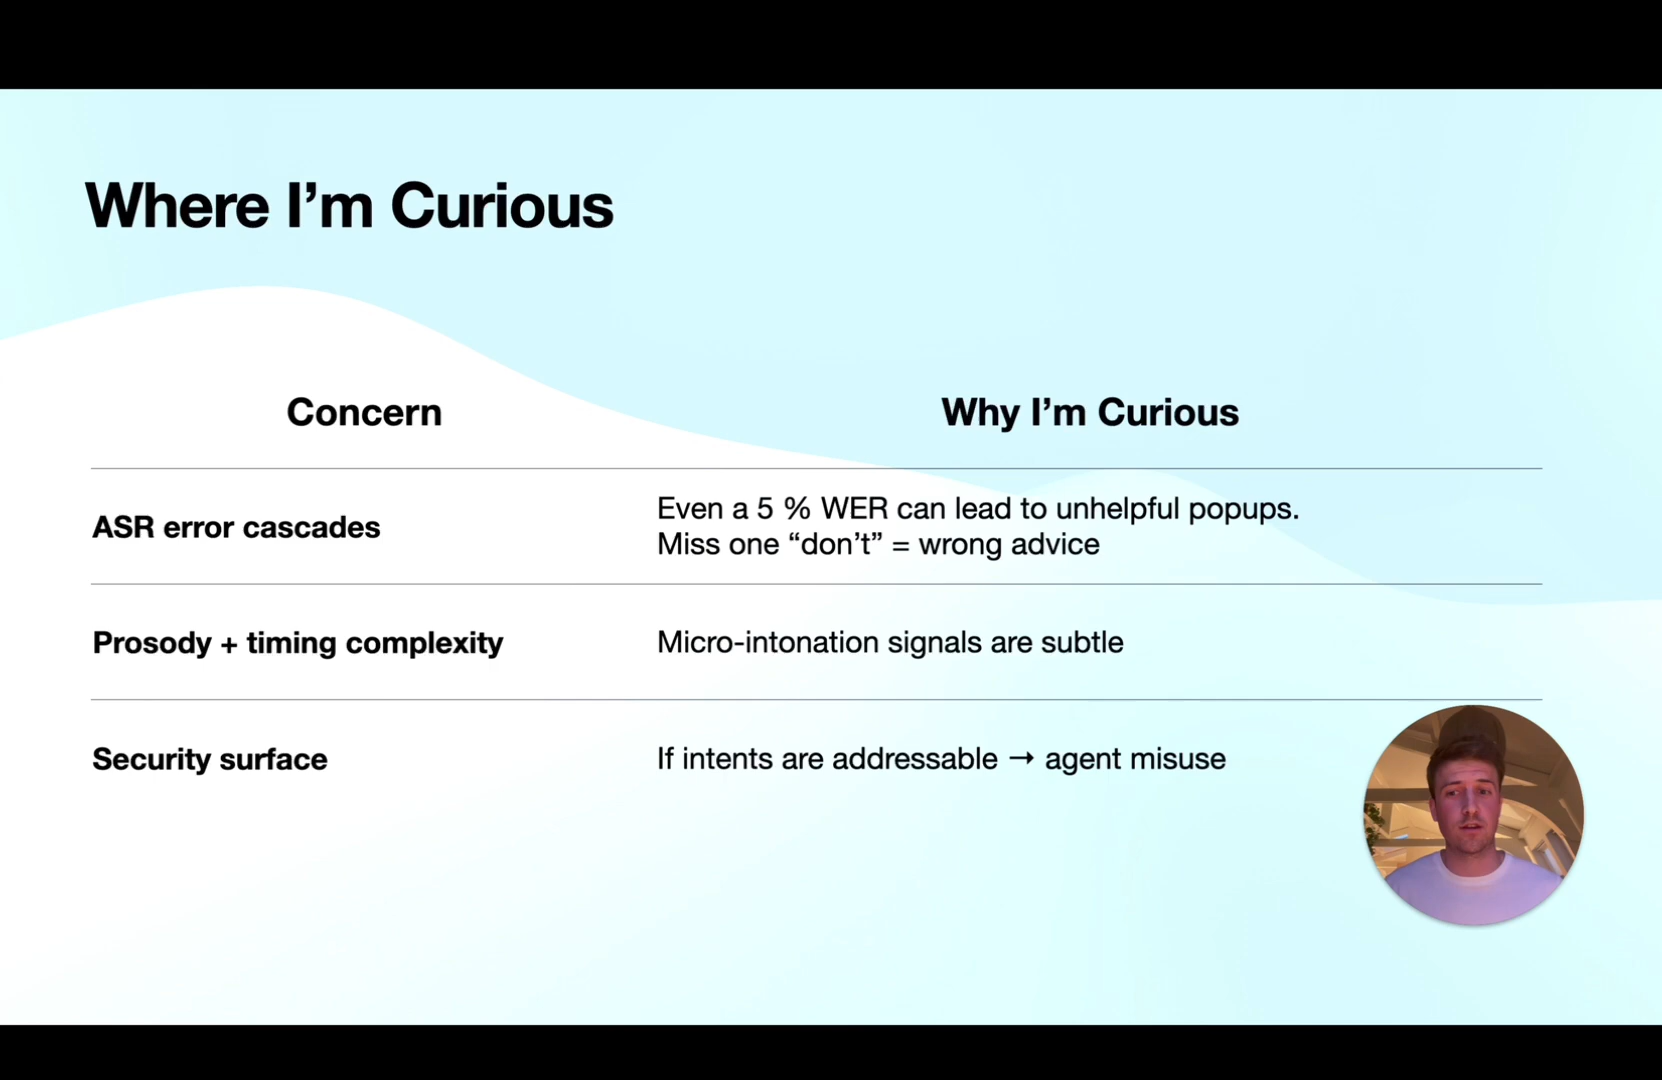 Where I’m Curious
Concern
Why I’m Curious
ASR error cascades
Even a 5 % WER can lead to unhelpful popups.
Miss one “don’t” = wrong advice
Prosody + timing complexity
Micro-intonation signals are subtle
Security surface
If intents are addressable → agent misuse